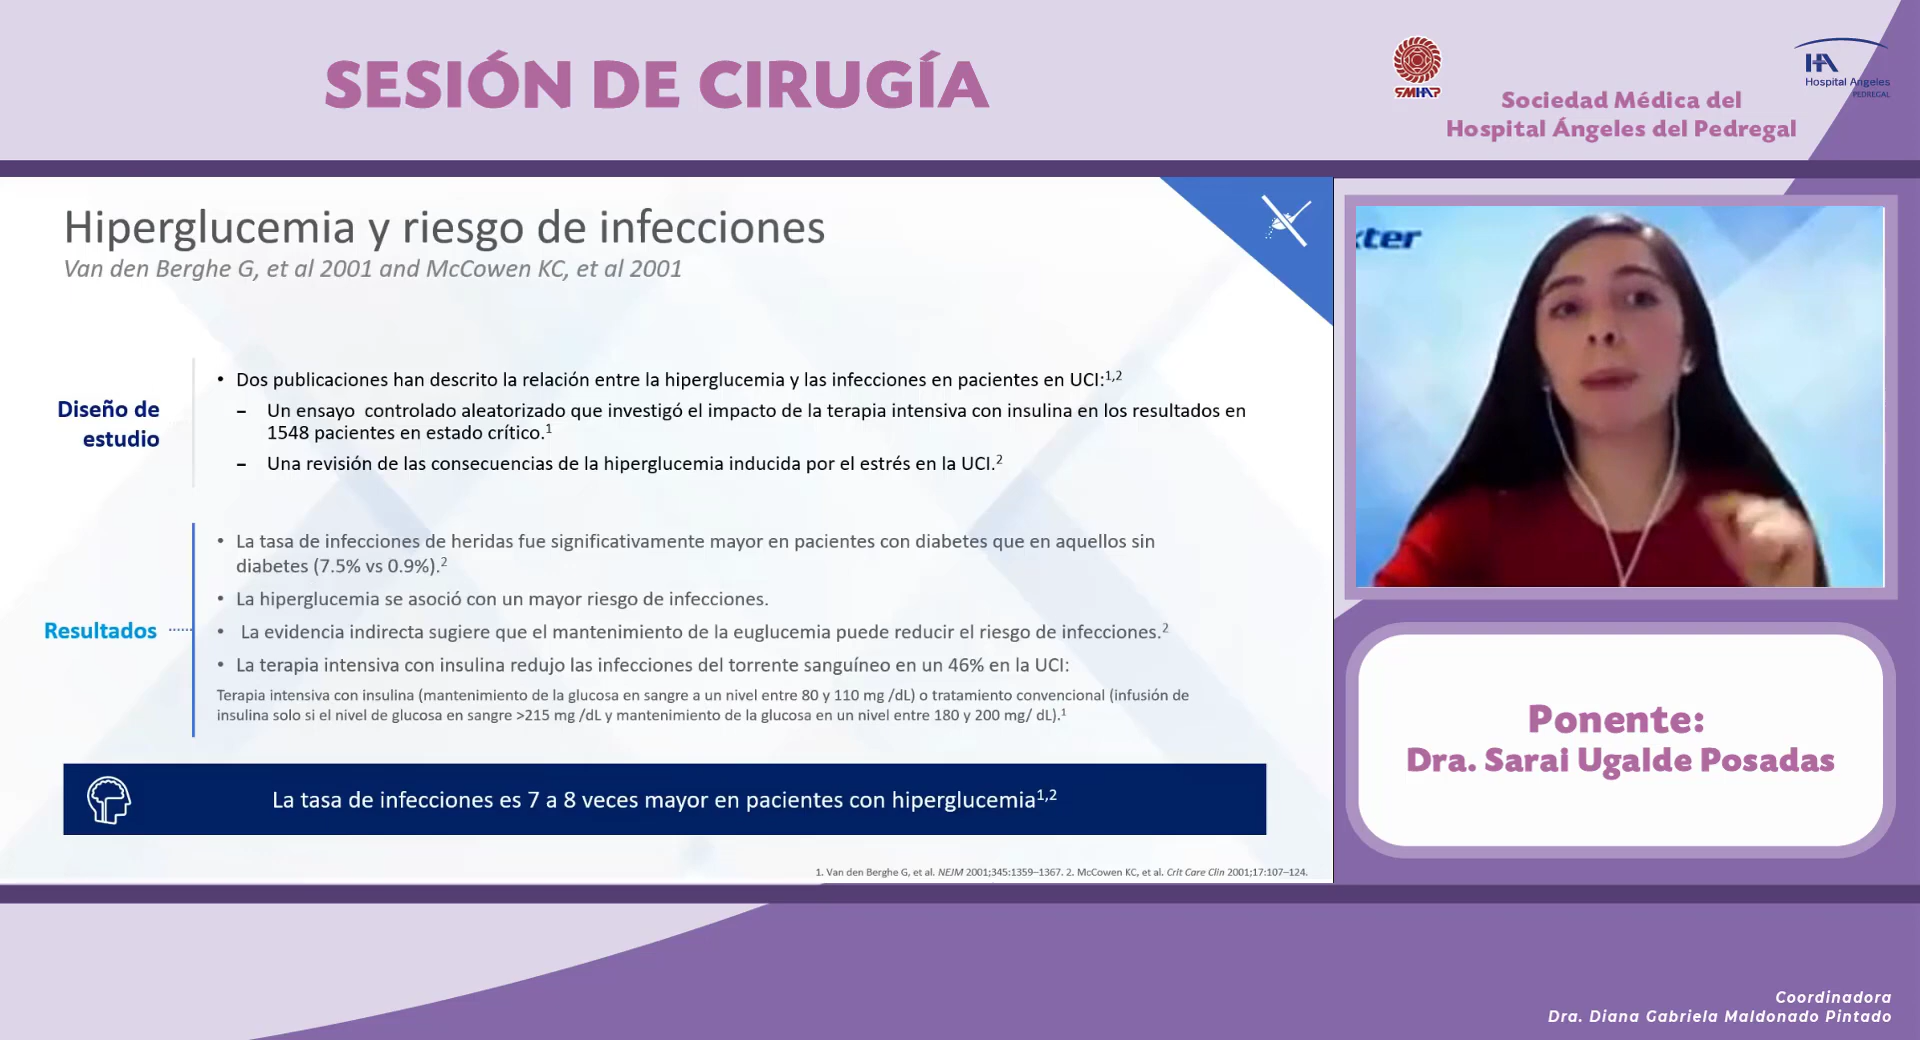 SESIÓN DE CIRUGÍA
SMHAP
Sociedad Médica del
Hospital Ángeles del Pedregal
HA
Hospital Angeles
PEDREGAL
Hiperglucemia y riesgo de infecciones
Van den Berghe G, et al 2001 and McCowen KC, et al 2001
Diseño de
estudio
• Dos publicaciones han descrito la relación entre la hiperglucemia y las infecciones en pacientes en UCI:1,2
– Un ensayo controlado aleatorizado que investigó el impacto de la terapia intensiva con insulina en los resultados en
1548 pacientes en estado crítico.1
– Una revisión de las consecuencias de la hiperglucemia inducida por el estrés en la UCI.2
Resultados
• La tasa de infecciones de heridas fue significativamente mayor en pacientes con diabetes que en aquellos sin
diabetes (7.5% vs 0.9%).2
• La hiperglucemia se asoció con un mayor riesgo de infecciones.
• La evidencia indirecta sugiere que el mantenimiento de la euglucemia puede reducir el riesgo de infecciones.2
• La terapia intensiva con insulina redujo las infecciones del torrente sanguíneo en un 46% en la UCI:
Terapia intensiva con insulina (mantenimiento de la glucosa en sangre a un nivel entre 80 y 110 mg /dL) o tratamiento convencional (infusión de
insulina solo si el nivel de glucosa en sangre >215 mg /dL y mantenimiento de la glucosa en un nivel entre 180 y 200 mg/ dL).1
La tasa de infecciones es 7 a 8 veces mayor en pacientes con hiperglucemia1,2
1. Van den Berghe G, et al. NEJM 2001;345:1359–1367. 2. McCowen KC, et al. Crit Care Clin 2001;17:107–124.
xter
Ponente:
Dra. Sarai Ugalde Posadas
Coordinadora
Dra. Diana Gabriela Maldonado Pintado